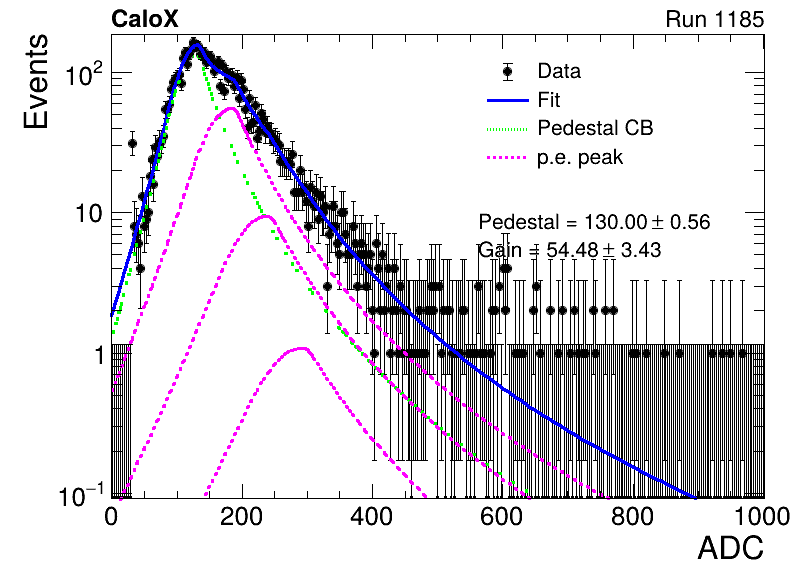 CaloX Run 1185
Events
10²
10
1
10⁻¹
Data
Fit
Pedestal CB
p.e. peak
Pedestal = 130.00 ± 0.56
Gain = 54.48 ± 3.43
0 200 400 600 800 1000
ADC